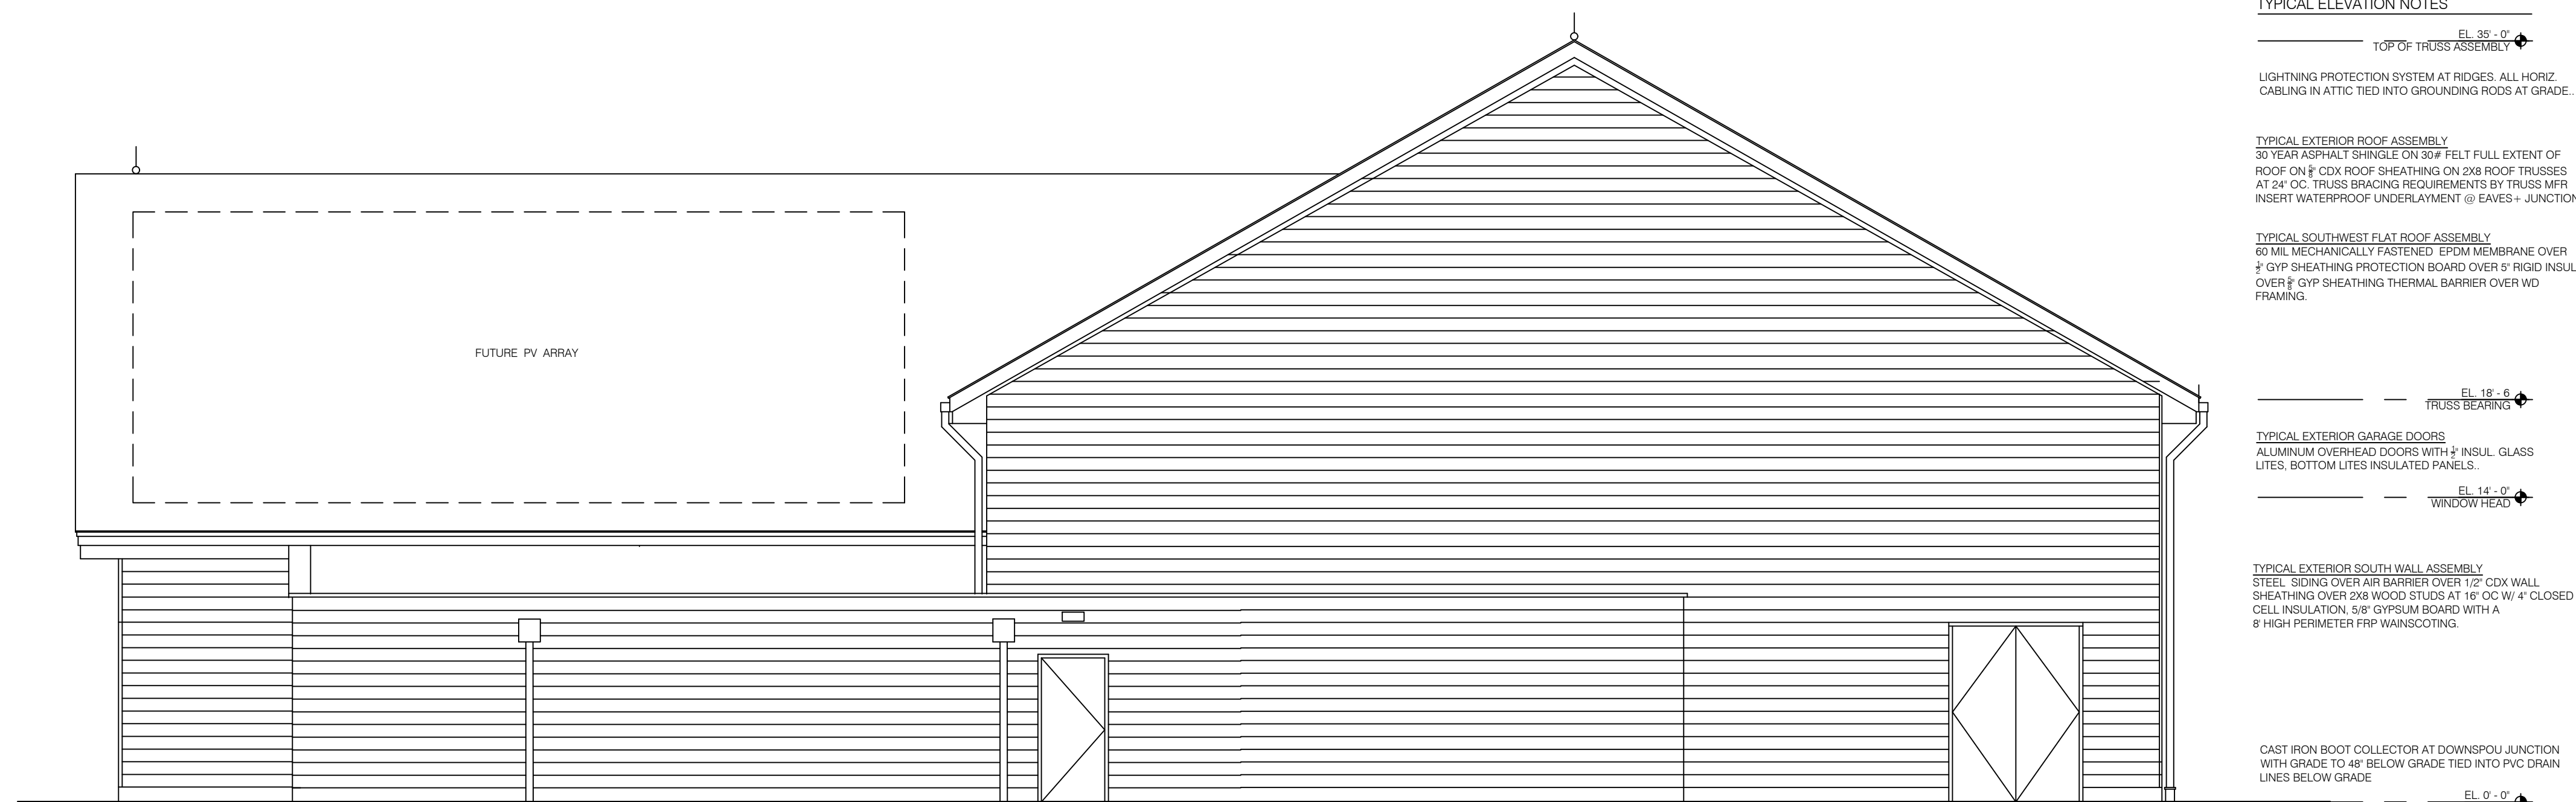 TYPICAL ELEVATION NOTES
EL. 35' - 0"
TOP OF TRUSS ASSEMBLY
LIGHTNING PROTECTION SYSTEM AT RIDGES. ALL HORIZ.
CABLING IN ATTIC TIED INTO GROUNDING RODS AT GRADE..
TYPICAL EXTERIOR ROOF ASSEMBLY
30 YEAR ASPHALT SHINGLE ON 30# FELT FULL EXTENT OF
ROOF ON 5/8" CDX ROOF SHEATHING ON 2X8 ROOF TRUSSES
AT 24" OC. TRUSS BRACING REQUIREMENTS BY TRUSS MFR
INSERT WATERPROOF UNDERLAYMENT @ EAVES+ JUNCTION
TYPICAL SOUTHWEST FLAT ROOF ASSEMBLY
60 MIL MECHANICALLY FASTENED EPDM MEMBRANE OVER
1/2" GYP SHEATHING PROTECTION BOARD OVER 5" RIGID INSUL
OVER 5/8" GYP SHEATHING THERMAL BARRIER OVER WD
FRAMING.
FUTURE PV ARRAY
EL. 18' - 6
TRUSS BEARING
TYPICAL EXTERIOR GARAGE DOORS
ALUMINUM OVERHEAD DOORS WITH 1/2" INSUL. GLASS
LITES, BOTTOM LITES INSULATED PANELS..
EL. 14' - 0"
WINDOW HEAD
TYPICAL EXTERIOR SOUTH WALL ASSEMBLY
STEEL SIDING OVER AIR BARRIER OVER 1/2" CDX WALL
SHEATHING OVER 2X8 WOOD STUDS AT 16" OC W/ 4" CLOSED
CELL INSULATION, 5/8" GYPSUM BOARD WITH A
8' HIGH PERIMETER FRP WAINSCOTING.
CAST IRON BOOT COLLECTOR AT DOWNSPOU JUNCTION
WITH GRADE TO 48" BELOW GRADE TIED INTO PVC DRAIN
LINES BELOW GRADE
EL. 0' - 0"